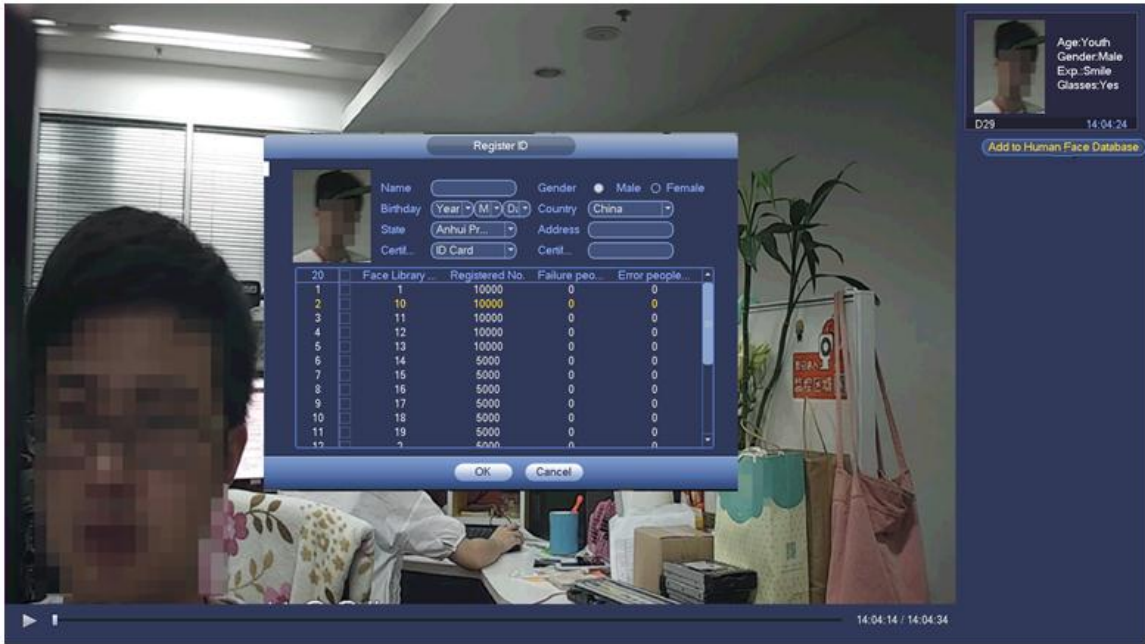 Age:Youth
Gender:Male
Exp.:Smile
Glasses:Yes
D29 14:04:24
Add to Human Face Database
Register ID
Name Gender Male Female
Birthday Year M Country China
State Anhui Pr... Address
Certif... ID Card Certif...
20 Face Library ... Registered No. Failure peo... Error people...
1 1 10000 0 0
2 10 10000 0 0
3 11 10000 0 0
4 12 10000 0 0
5 13 10000 0 0
6 14 5000 0 0
7 15 5000 0 0
8 16 5000 0 0
9 17 5000 0 0
10 18 5000 0 0
11 19 5000 0 0
12 2 5000 0 0
OK Cancel
14:04:14 / 14:04:34